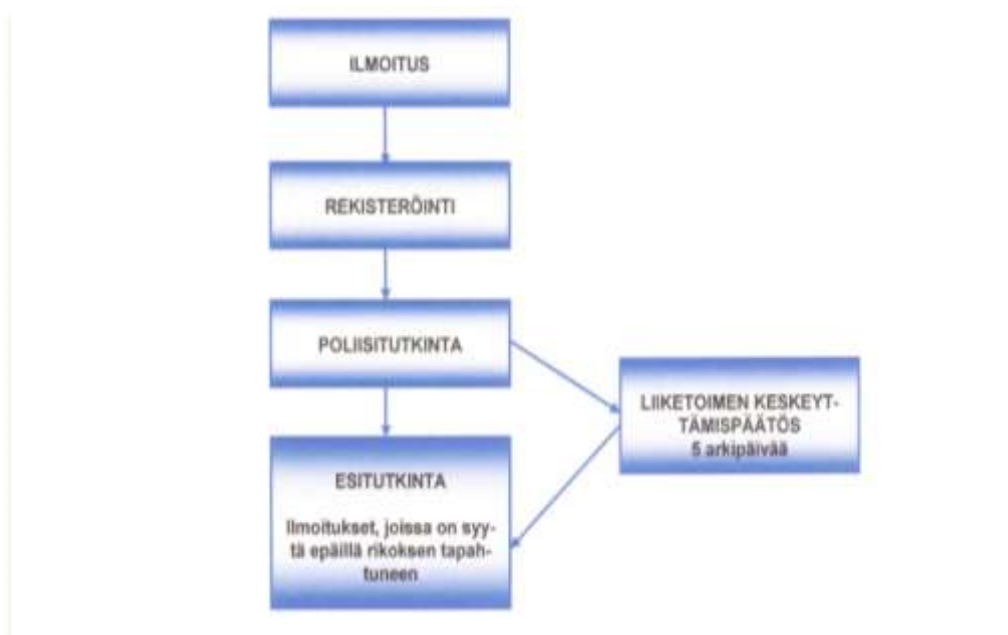 ILMOITUS
REKISTERÖINTI
POLIISITUTKINTA
LIIKETOIMEN KESKEYT-
TÄMISPÄÄTÖS
5 arkipäivää
ESITUTKINTA
Ilmoitukset, joissa on syy-
tä epäillä rikoksen tapah-
tuneen